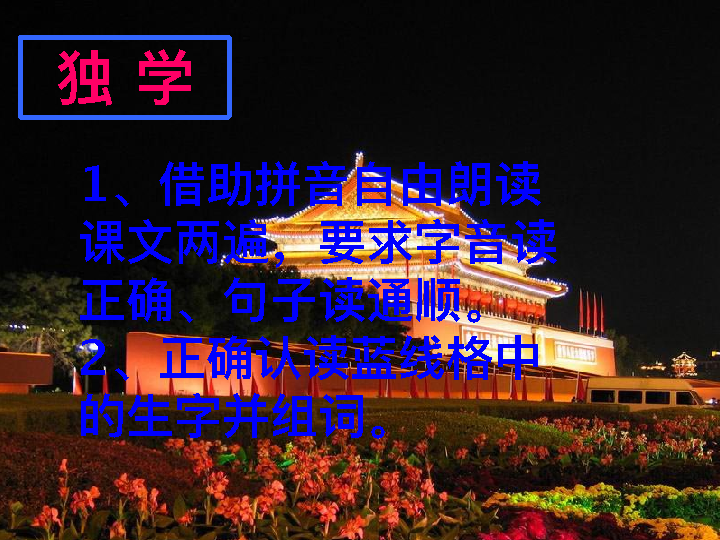 独 学
1、借助拼音自由朗读
课文两遍，要求字音读
正确、句子读通顺。
2、正确认读蓝线格中
的生字并组词。